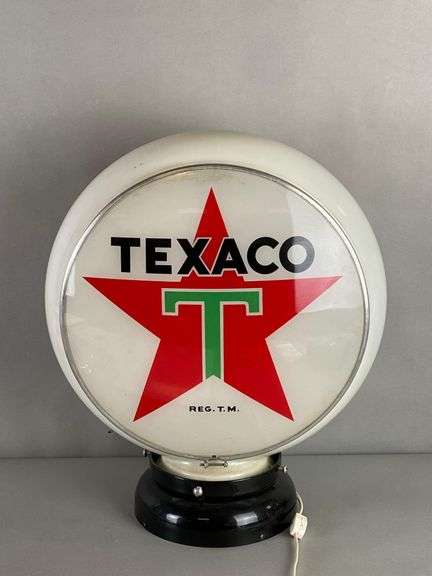 TEXACO
T
REG. T. M.